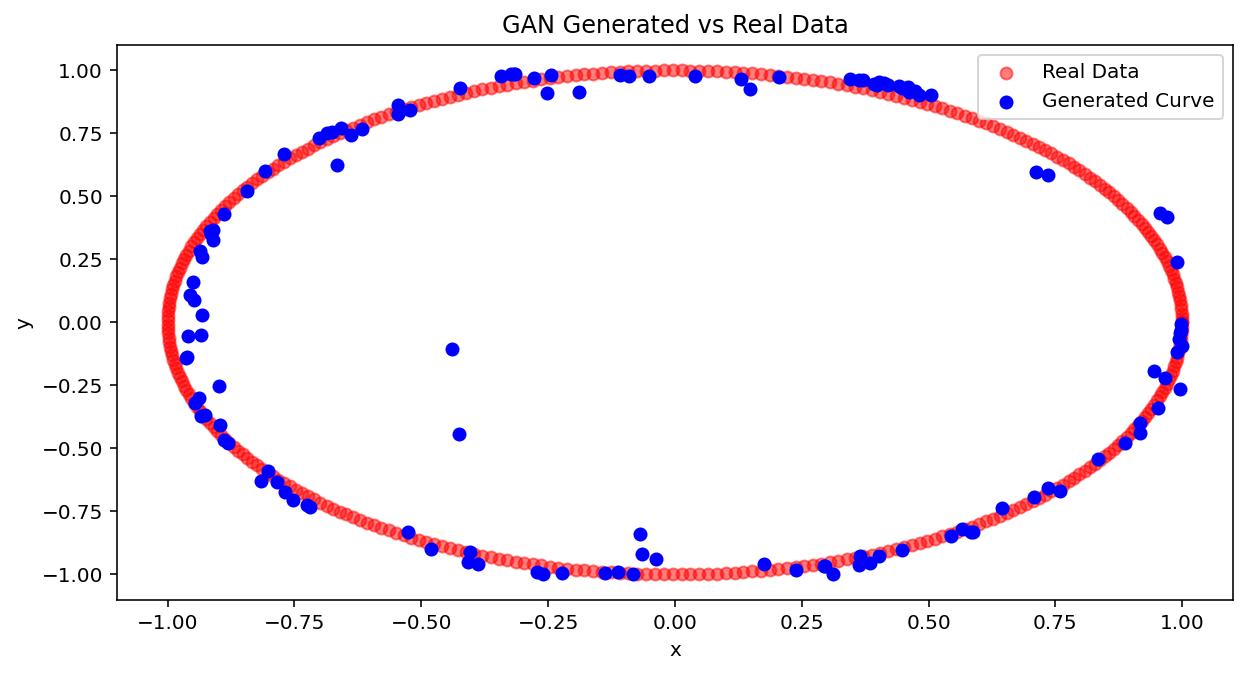 GAN Generated vs Real Data
1.00
0.75
0.50
0.25
0.00
−0.25
−0.50
−0.75
−1.00
y
Real Data
Generated Curve
−1.00 −0.75 −0.50 −0.25 0.00 0.25 0.50 0.75 1.00
x